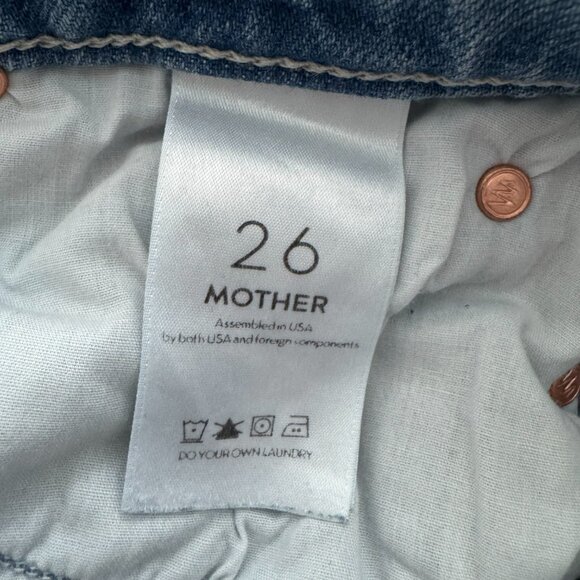 26
MOTHER
Assembled in USA
by both USA and foreign components
DO YOUR OWN LAUNDRY